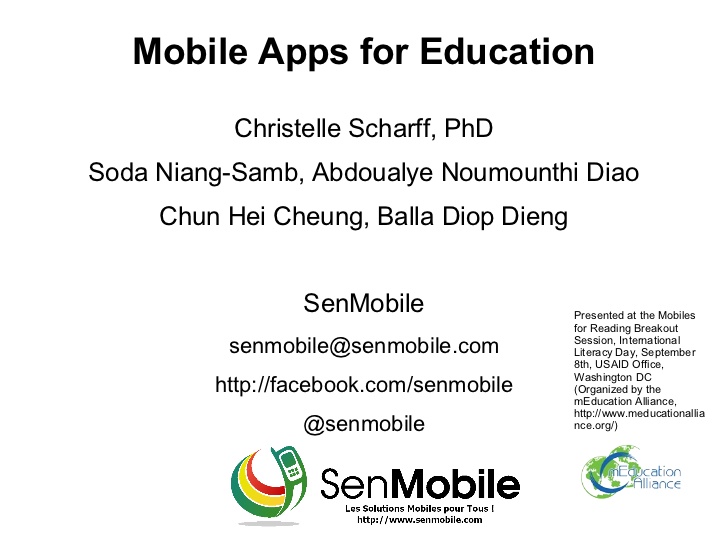 Mobile Apps for Education
Christelle Scharff, PhD
Soda Niang-Samb, Abdoualye Noumounthi Diao
Chun Hei Cheung, Balla Diop Dieng
SenMobile
senmobile@senmobile.com
http://facebook.com/senmobile
@senmobile
Presented at the Mobiles
for Reading Breakout
Session, International
Literacy Day, September
8th, USAID Office,
Washington DC
(Organized by the
mEducation Alliance,
http://www.meducationallia
nce.org/)
SenMobile
Les Solutions Mobiles pour Tous !
http://www.senmobile.com
mEducation
Alliance